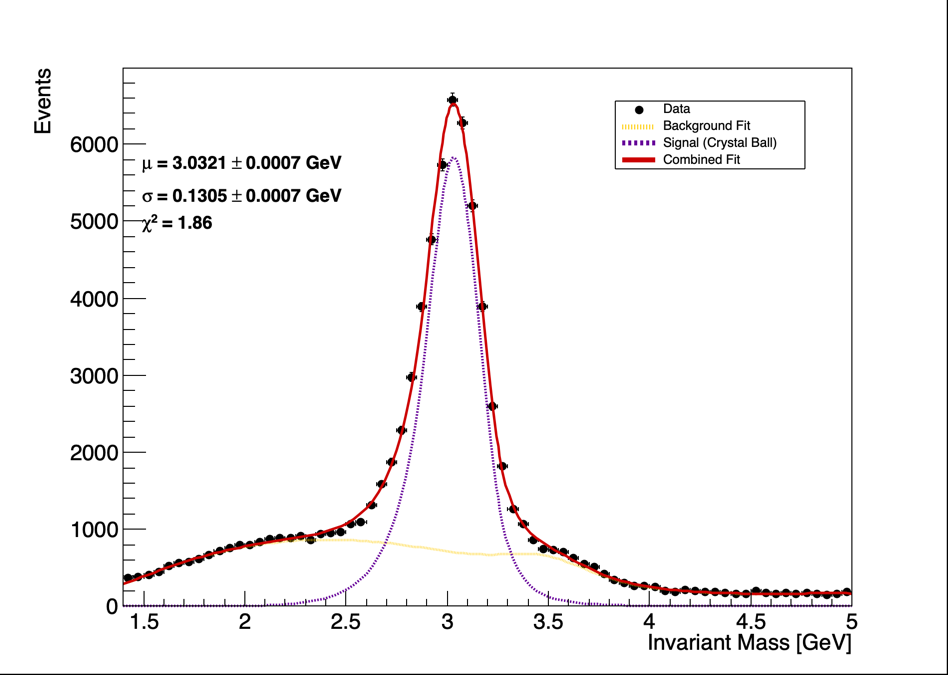 Events
6000
5000
4000
3000
2000
1000
0
μ = 3.0321 ± 0.0007 GeV
σ = 0.1305 ± 0.0007 GeV
χ² = 1.86
Data
Background Fit
Signal (Crystal Ball)
Combined Fit
1.5 2 2.5 3 3.5 4 4.5 5
Invariant Mass [GeV]